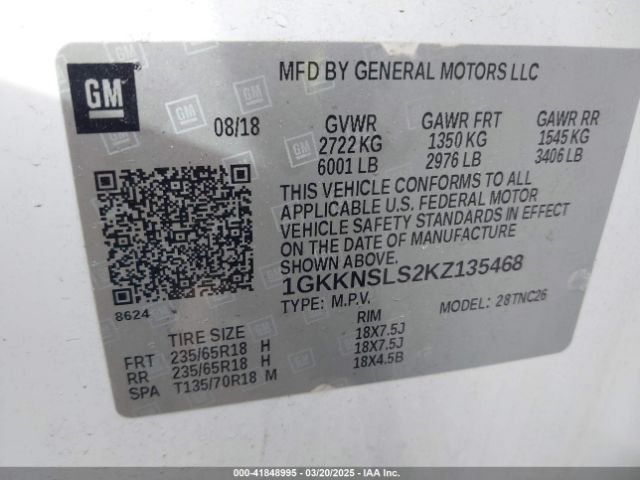 GM
MFD BY GENERAL MOTORS LLC
08/18 GVWR GAWR FRT GAWR RR
2722 KG 1350 KG 1545 KG
6001 LB 2976 LB 3406 LB
THIS VEHICLE CONFORMS TO ALL
APPLICABLE U.S. FEDERAL MOTOR
VEHICLE SAFETY STANDARDS IN EFFECT
ON THE DATE OF MANUFACTURE
SHOWN ABOVE.
1GKKNSLS2KZ135468
TYPE: M.P.V. MODEL: 28TNC26
8624
TIRE SIZE RIM
FRT 235/65R18 H 18X7.5J
RR 235/65R18 H 18X7.5J
SPA T135/70R18 M 18X4.5B
000-41848995 - 03/20/2025 - IAA, Inc.